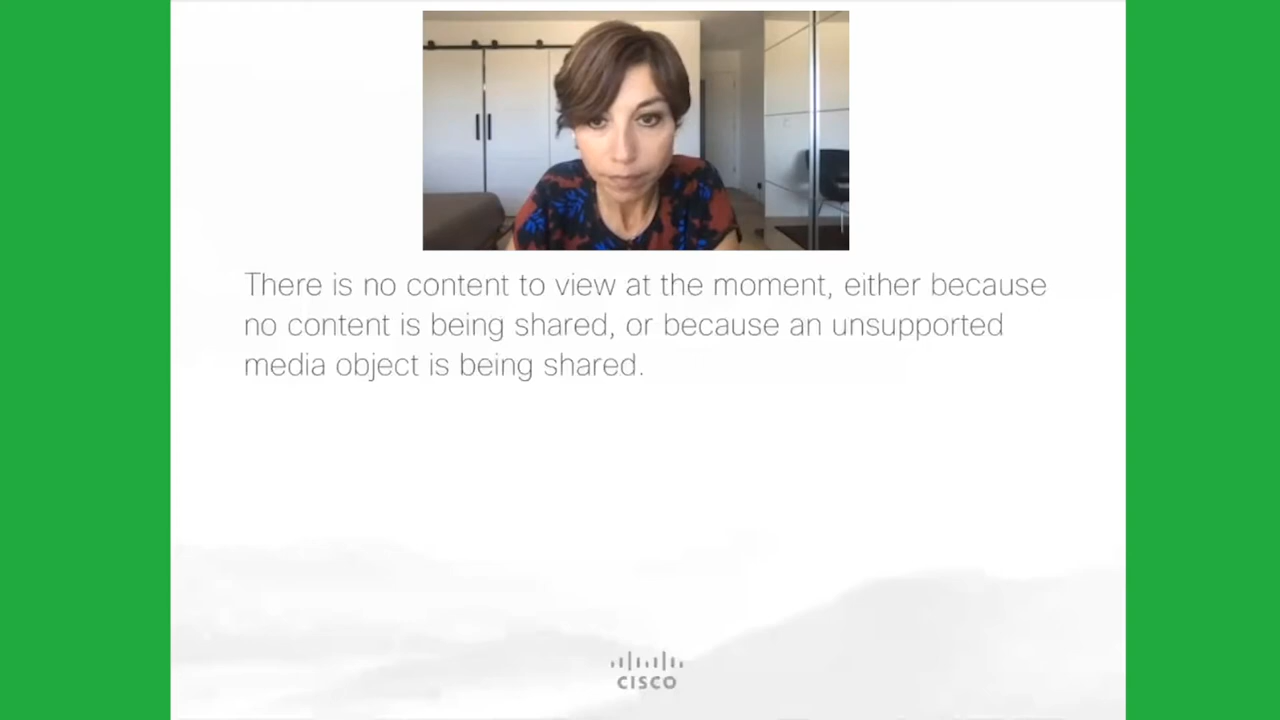 There is no content to view at the moment, either because
no content is being shared, or because an unsupported
media object is being shared.
CISCO